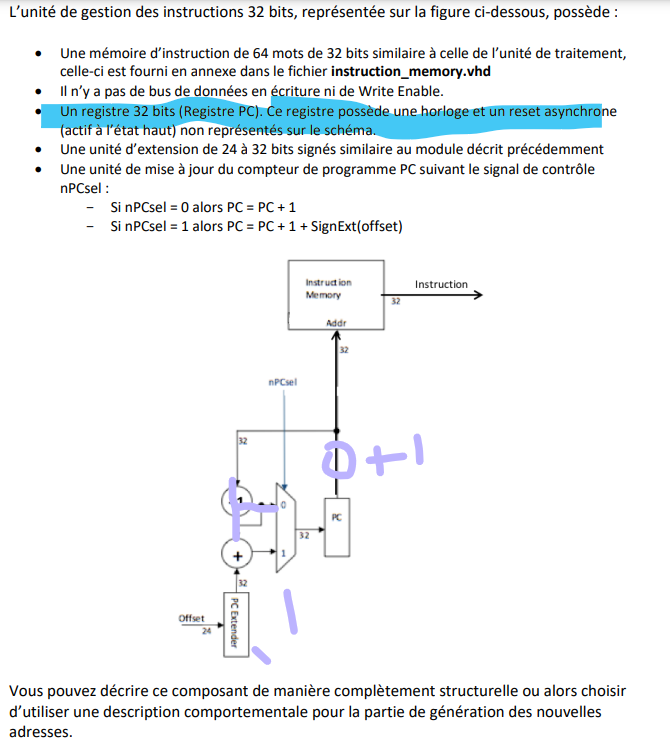 L’unité de gestion des instructions 32 bits, représentée sur la figure ci-dessous, possède :
• Une mémoire d’instruction de 64 mots de 32 bits similaire à celle de l’unité de traitement,
celle-ci est fourni en annexe dans le fichier instruction_memory.vhd
• Il n’y a pas de bus de données en écriture ni de Write Enable.
• Un registre 32 bits (Registre PC). Ce registre possède une horloge et un reset asynchrone
(actif à l’état haut) non représentés sur le schéma.
• Une unité d’extension de 24 à 32 bits signés similaire au module décrit précédemment
• Une unité de mise à jour du compteur de programme PC suivant le signal de contrôle
nPCsel :
− Si nPCsel = 0 alors PC = PC + 1
− Si nPCsel = 1 alors PC = PC + 1 + SignExt(offset)
Instruction
Memory
Instruction
32
Addr
32
nPCsel
32
0+1
0
PC
32
+
1
32
PC Extender
Offset
24
1
Vous pouvez décrire ce composant de manière complètement structurelle ou alors choisir
d’utiliser une description comportementale pour la partie de génération des nouvelles
adresses.